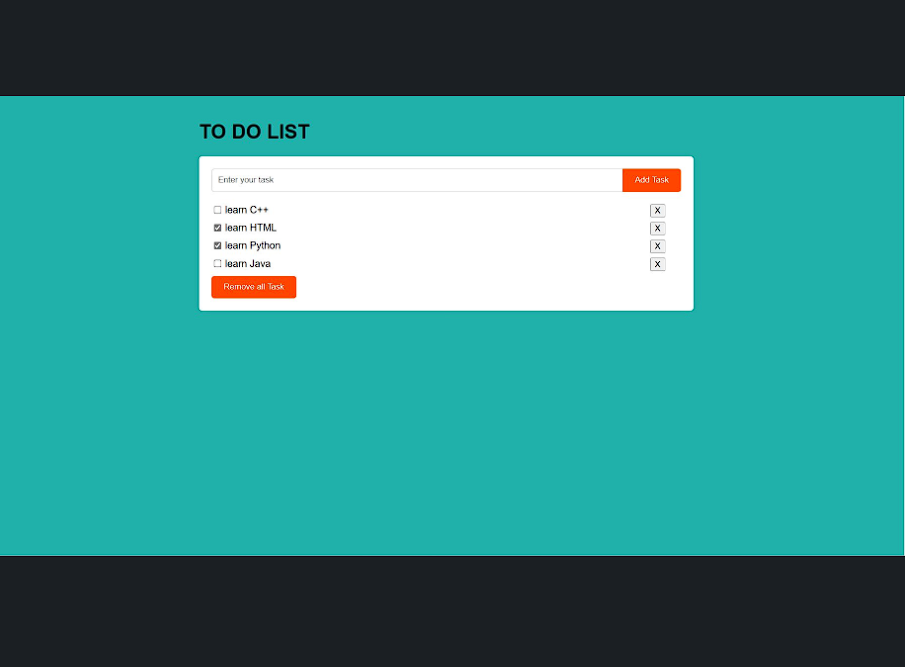 TO DO LIST
Enter your task Add Task
learn C++ X
learn HTML X
learn Python X
learn Java X
Remove all Task